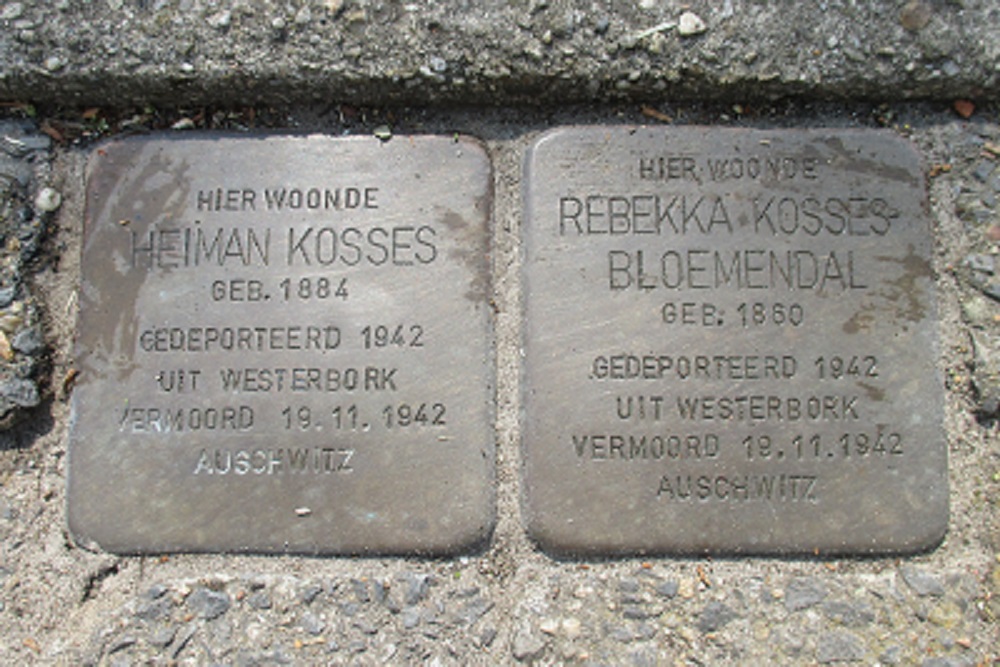 HIER WOONDE
HEIMAN KOSSES
GEB. 1884
GEDEPORTEERD 1942
UIT WESTERBORK
VERMOORD 19.11.1942
AUSCHWITZ
HIER WOONDE
REBEKKA KOSSES-
BLOEMENDAL
GEB. 1860
GEDEPORTEERD 1942
UIT WESTERBORK
VERMOORD 19.11.1942
AUSCHWITZ